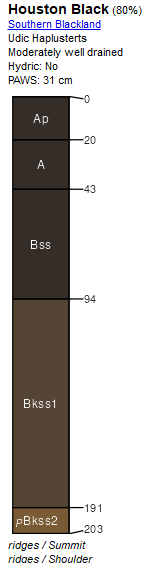 Houston Black (80%)
Southern Blackland
Udic Haplusterts
Moderately well drained
Hydric: No
PAWS: 31 cm
0
Ap
20
A
43
Bss
94
Bkss1
191
pBkss2
203
ridges / Summit
ridges / Shoulder